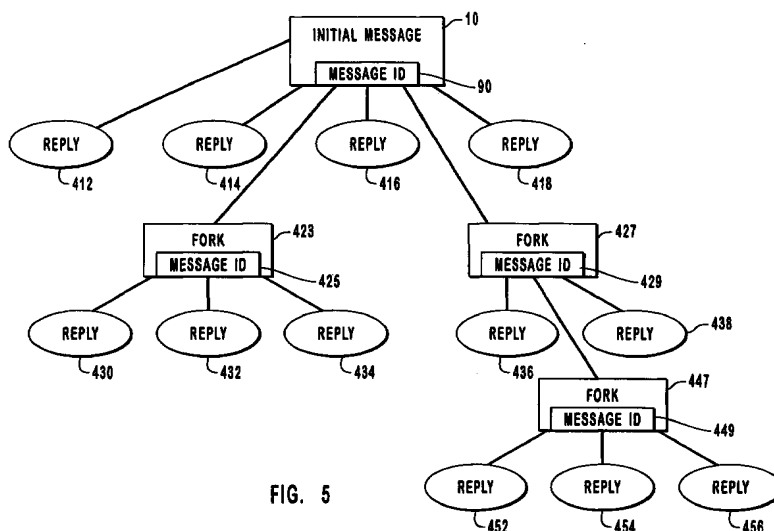 10
INITIAL MESSAGE
MESSAGE ID
90
REPLY REPLY REPLY REPLY
412 414 416 418
423 427
FORK FORK
MESSAGE ID MESSAGE ID
425 429
REPLY REPLY REPLY REPLY REPLY
438
430 432 434 436
447
FORK
MESSAGE ID
449
REPLY REPLY REPLY
FIG. 5
452 454 456